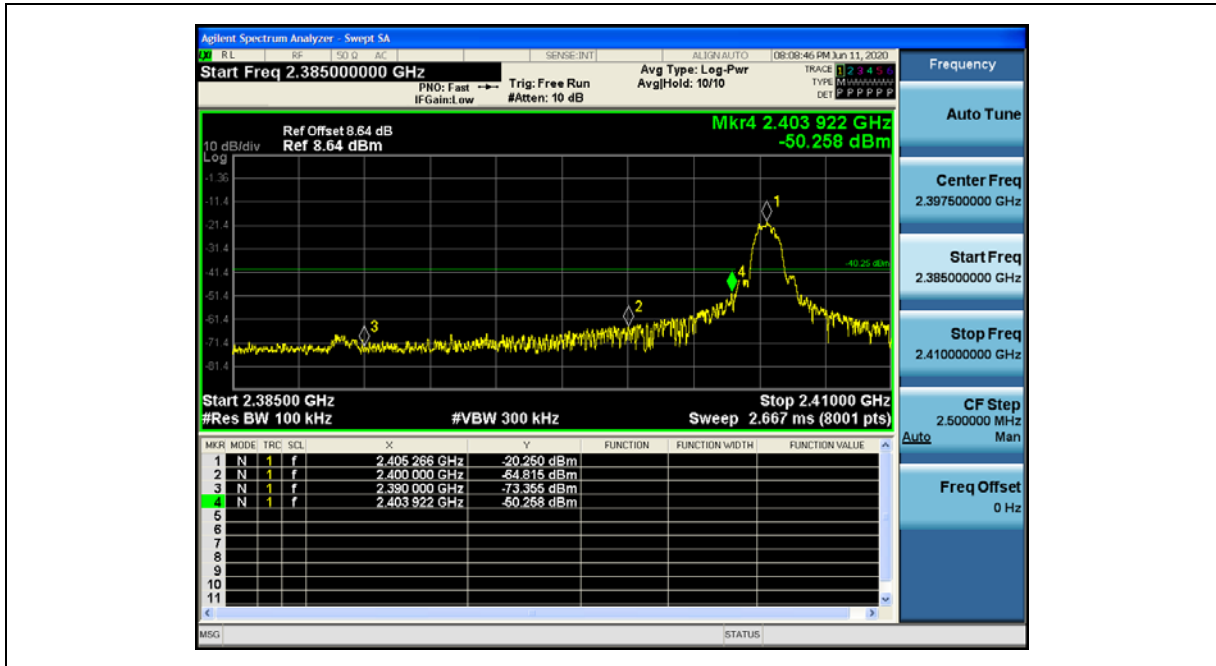 Agilent Spectrum Analyzer - Swept SA
RL RF 50 Ω AC SENSE:INT ALIGN AUTO 08:08:46 PM Jun 11, 2020
Start Freq 2.385000000 GHz
PNO: Fast
IFGain:Low
Trig: Free Run
#Atten: 10 dB
Avg Type: Log-Pwr
Avg|Hold: 10/10
TRACE 1 2 3 4 5 6
TYPE M
DET P P P P P P
Mkr4 2.403 922 GHz
-50.258 dBm
Ref Offset 8.64 dB
10 dB/div Ref 8.64 dBm
Log
-1.36
-11.4
-21.4
-31.4
-41.4
-51.4
-61.4
-71.4
-81.4
-40.25 dBm
1
4
2
3
Start 2.38500 GHz Stop 2.41000 GHz
#Res BW 100 kHz #VBW 300 kHz Sweep 2.667 ms (8001 pts)
MKR MODE TRC SCL X Y FUNCTION FUNCTION WIDTH FUNCTION VALUE
1 N 1 f 2.405 266 GHz -20.250 dBm
2 N 1 f 2.400 000 GHz -64.815 dBm
3 N 1 f 2.390 000 GHz -73.355 dBm
4 N 1 f 2.403 922 GHz -50.258 dBm
5
6
7
8
9
10
11
MSG STATUS
Frequency
Auto Tune
Center Freq
2.397500000 GHz
Start Freq
2.385000000 GHz
Stop Freq
2.410000000 GHz
CF Step
2.500000 MHz
Auto Man
Freq Offset
0 Hz